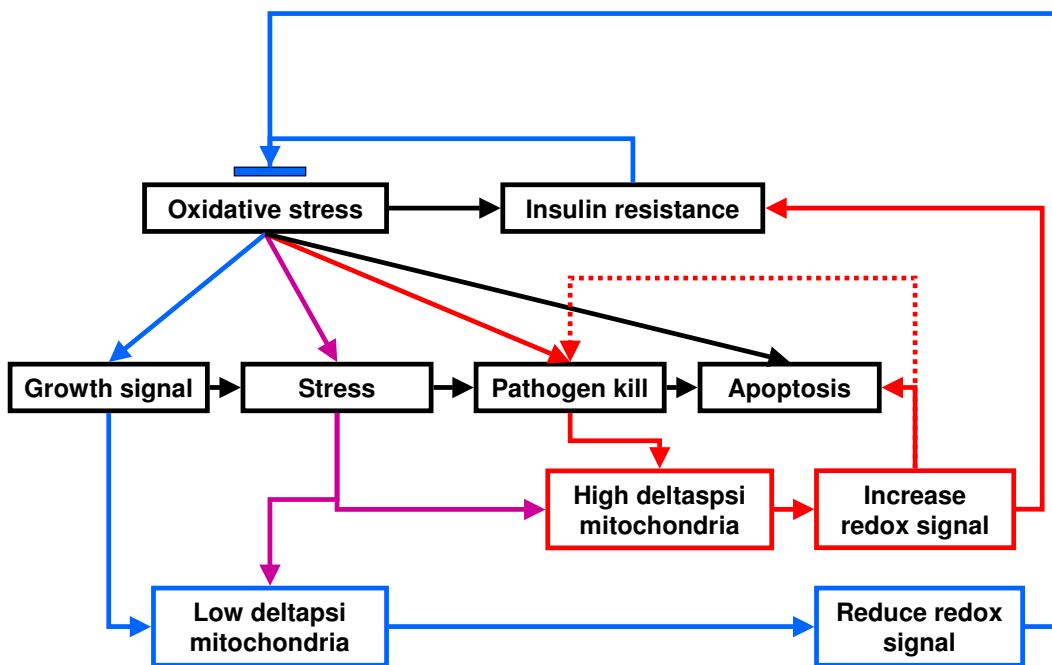 Oxidative stress
Insulin resistance
Growth signal
Stress
Pathogen kill
Apoptosis
High deltaspsi
mitochondria
Increase
redox signal
Low deltapsi
mitochondria
Reduce redox
signal